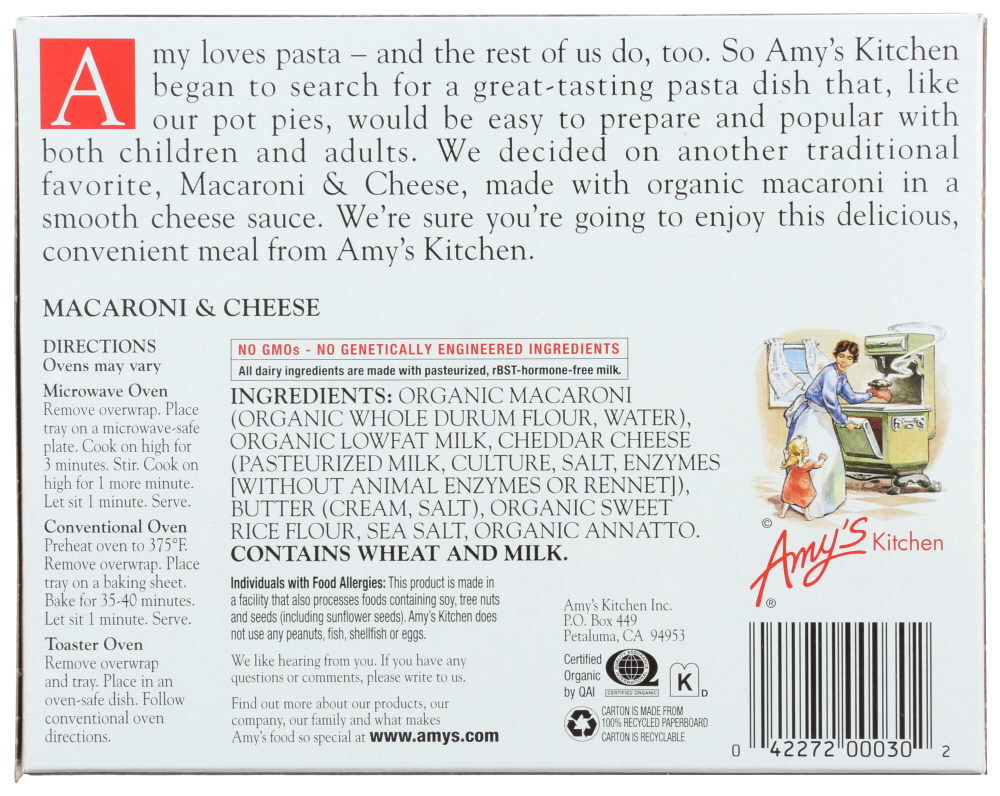 Amy loves pasta – and the rest of us do, too. So Amy's Kitchen
began to search for a great-tasting pasta dish that, like
our pot pies, would be easy to prepare and popular with
both children and adults. We decided on another traditional
favorite, Macaroni & Cheese, made with organic macaroni in a
smooth cheese sauce. We're sure you're going to enjoy this delicious,
convenient meal from Amy's Kitchen.
MACARONI & CHEESE
DIRECTIONS
Ovens may vary
Microwave Oven
Remove overwrap. Place
tray on a microwave-safe
plate. Cook on high for
3 minutes. Stir. Cook on
high for 1 more minute.
Let sit 1 minute. Serve.
Conventional Oven
Preheat oven to 375°F.
Remove overwrap. Place
tray on a baking sheet.
Bake for 35-40 minutes.
Let sit 1 minute. Serve.
Toaster Oven
Remove overwrap
and tray. Place in an
oven-safe dish. Follow
conventional oven
directions.
NO GMOs - NO GENETICALLY ENGINEERED INGREDIENTS
All dairy ingredients are made with pasteurized, rBST-hormone-free milk.
INGREDIENTS: ORGANIC MACARONI
(ORGANIC WHOLE DURUM FLOUR, WATER),
ORGANIC LOWFAT MILK, CHEDDAR CHEESE
(PASTEURIZED MILK, CULTURE, SALT, ENZYMES
[WITHOUT ANIMAL ENZYMES OR RENNET]),
BUTTER (CREAM, SALT), ORGANIC SWEET
RICE FLOUR, SEA SALT, ORGANIC ANNATTO.
CONTAINS WHEAT AND MILK.
Individuals with Food Allergies: This product is made in
a facility that also processes foods containing soy, tree nuts
and seeds (including sunflower seeds). Amy's Kitchen does
not use any peanuts, fish, shellfish or eggs.
We like hearing from you. If you have any
questions or comments, please write to us.
Find out more about our products, our
company, our family and what makes
Amy's food so special at www.amys.com
©
Amy's Kitchen
®
Amy's Kitchen Inc.
P.O. Box 449
Petaluma, CA 94953
Certified
Organic
by QAI
CERTIFIED ORGANIC
K D
CARTON IS MADE FROM
100% RECYCLED PAPERBOARD
CARTON IS RECYCLABLE
0 42272 00030 2